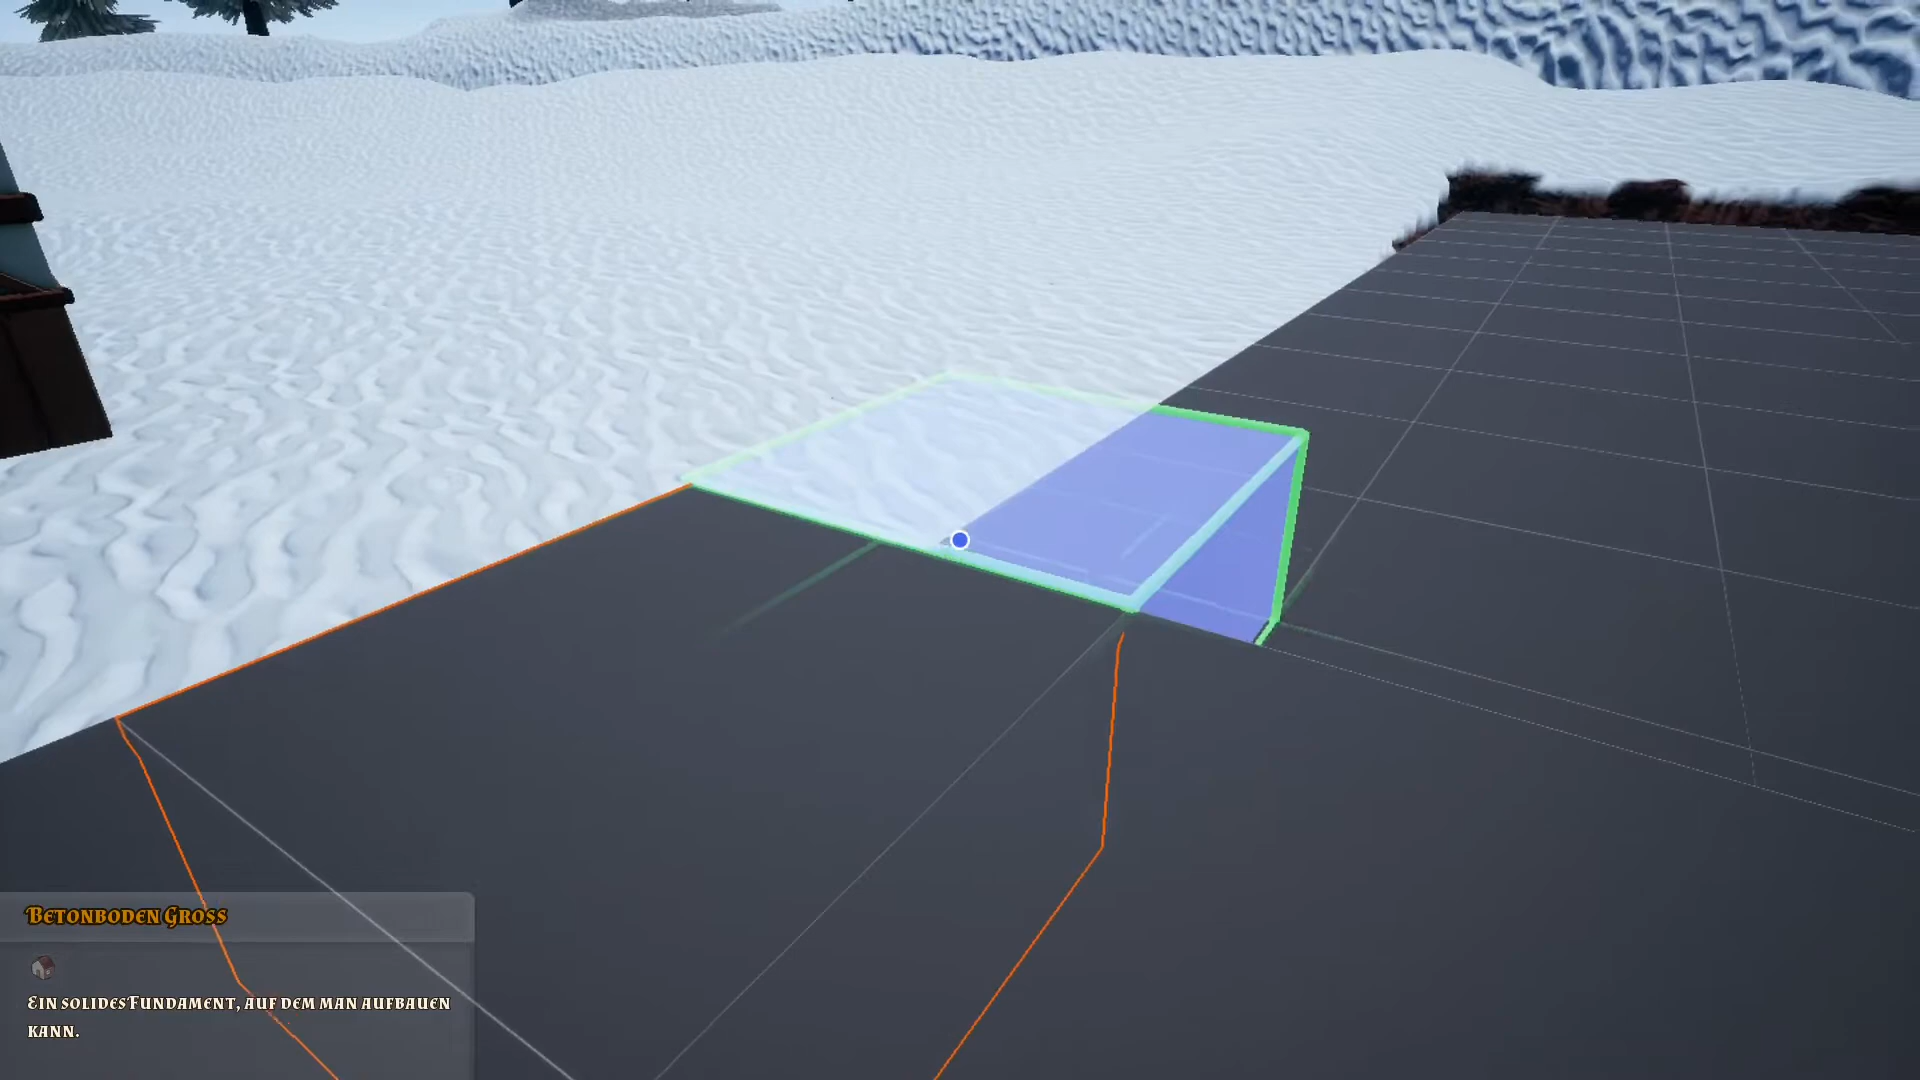 Betonboden Gross
Ein solides Fundament, auf dem man aufbauen
kann.